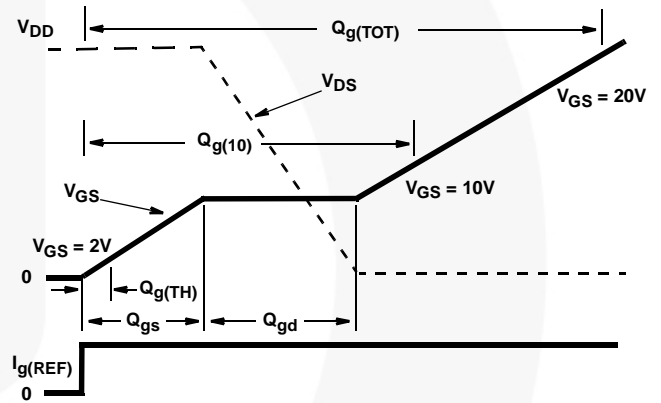 V_DD
Q_g(TOT)
V_DS
V_GS = 20V
Q_g(10)
V_GS
V_GS = 10V
V_GS = 2V
0
Q_g(TH)
Q_gs
Q_gd
I_g(REF)
0